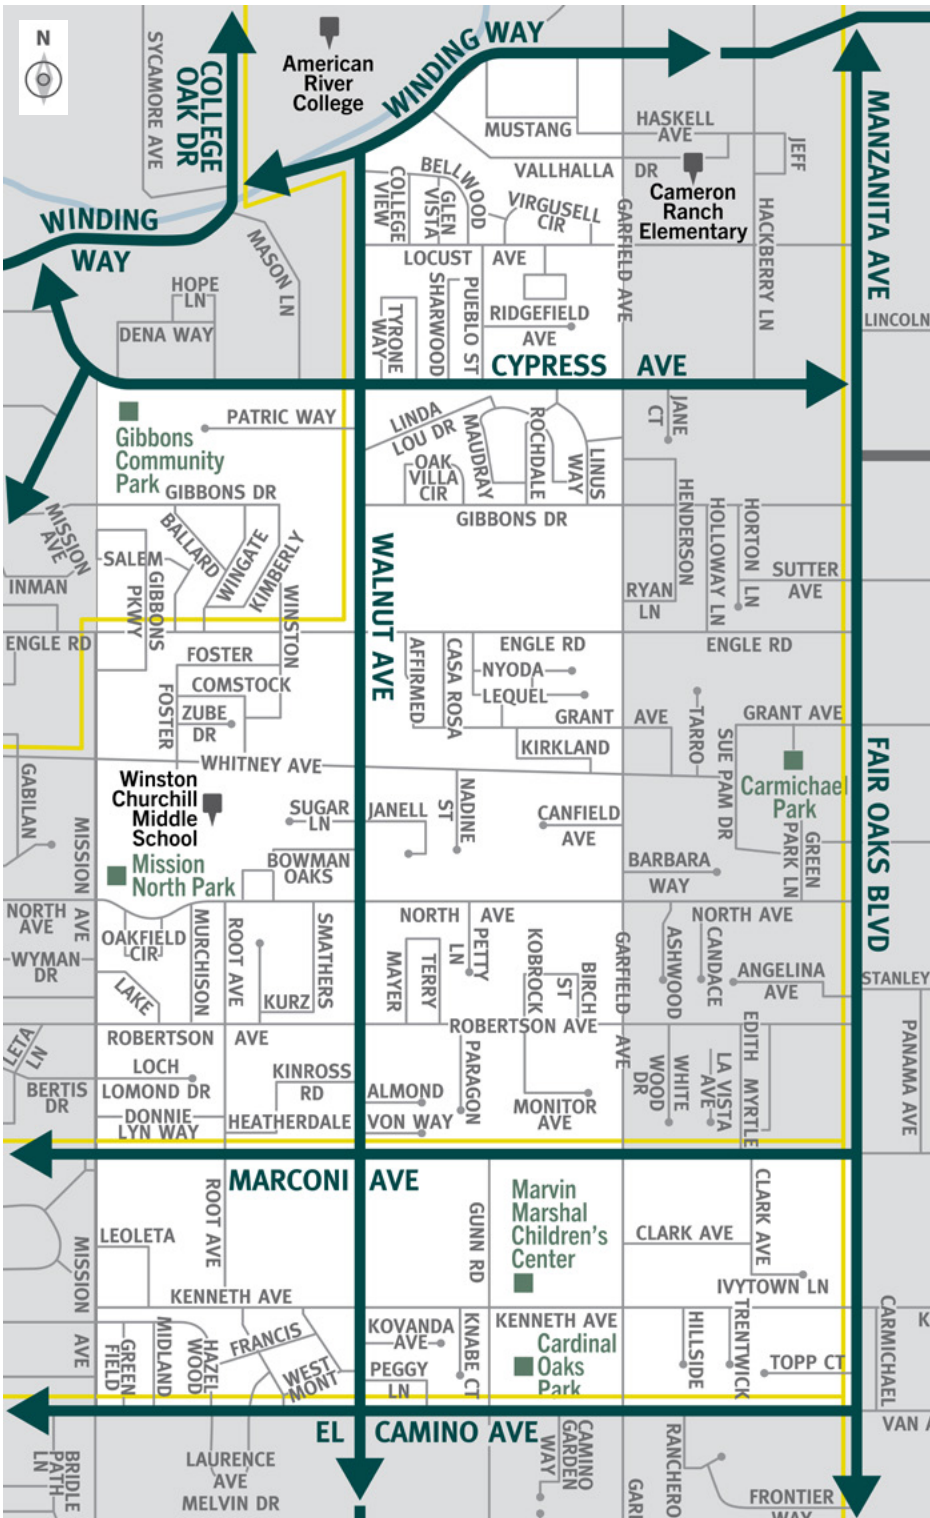 N
SYCAMORE AVE
COLLEGE
OAK DR
American
River
College
WINDING WAY
MANZANITA AVE
MUSTANG
HASKELL
AVE
JEFF
VALLHALLA DR
Cameron
Ranch
Elementary
BELLWOOD
COLLEGE
VIEW
GLEN
VISTA
VIRGUSELL
CIR
GARFIELD AVE
HACKBERRY LN
WINDING
WAY
MASON LN
LOCUST AVE
HOPE
LN
DENA WAY
TYRONE
WAY
SHARWOOD
PUEBLO ST
RIDGEFIELD
AVE
LINCOLN
CYPRESS AVE
Gibbons
Community
Park
PATRIC WAY
LINDA
LOU DR
MAUDRAY
ROCHDALE
WAY
LINUS
JANE
CT
OAK
VILLA
CIR
GIBBONS DR
GIBBONS DR
MISSION
AVE
BALLARD
WINGATE
KIMBERLY
SALEM
GIBBONS
PKWY
WINSTON
INMAN
HENDERSON
HOLLOWAY LN
HORTON LN
SUTTER
AVE
RYAN
LN
WALNUT AVE
ENGLE RD
ENGLE RD
ENGLE RD
FOSTER
COMSTOCK
FOSTER
ZUBE
DR
AFFIRMED
CASA ROSA
NYODA
LEQUEL
GRANT AVE
KIRKLAND
TARRO
SUE PAM DR
GRANT AVE
Carmichael
Park
FAIR OAKS BLVD
WHITNEY AVE
Winston
Churchill
Middle
School
GABILAN
MISSION AVE
SUGAR
LN
JANELL
NADINE
ST
CANFIELD
AVE
BARBARA
WAY
GREEN
PARK LN
Mission
North Park
BOWMAN
OAKS
NORTH
AVE
NORTH AVE
NORTH AVE
OAKFIELD
CIR
MURCHISON
ROOT AVE
SMATHERS
KURZ
WYMAN
DR
LAKE
MAYER
TERRY
PETTY
LN
KOBROCK
ST
BIRCH
GARFIELD AVE
ASHWOOD
CANDACE
ANGELINA
AVE
STANLEY
ROBERTSON AVE
ROBERTSON AVE
LETA
LN
BERTIS
DR
LOCH
LOMOND DR
KINROSS
RD
DONNIE
LYN WAY
HEATHERDALE
ALMOND
VON WAY
PARAGON
MONITOR
AVE
WHITE
WOOD
DR
LA VISTA
AVE
EDITH
MYRTLE
PANAMA AVE
MARCONI AVE
Marvin
Marshal
Children's
Center
LEOLETA
ROOT AVE
GUNN RD
CLARK AVE
CLARK AVE
IVYTOWN LN
MISSION AVE
KENNETH AVE
KENNETH AVE
K
GREEN
FIELD
MIDLAND
HAZEL
WOOD
FRANCIS
WEST
MONT
KOVANDA
AVE
PEGGY
LN
KNABE CT
Cardinal
Oaks
Park
HILLSIDE
TRENTWICK
TOPP CT
CARMICHAEL
EL CAMINO AVE
VAN A
BRIDLE
PATH
LN
LAURENCE
AVE
MELVIN DR
CAMINO
GARDEN
WAY
GARF
RANCHERO
FRONTIER
WAY